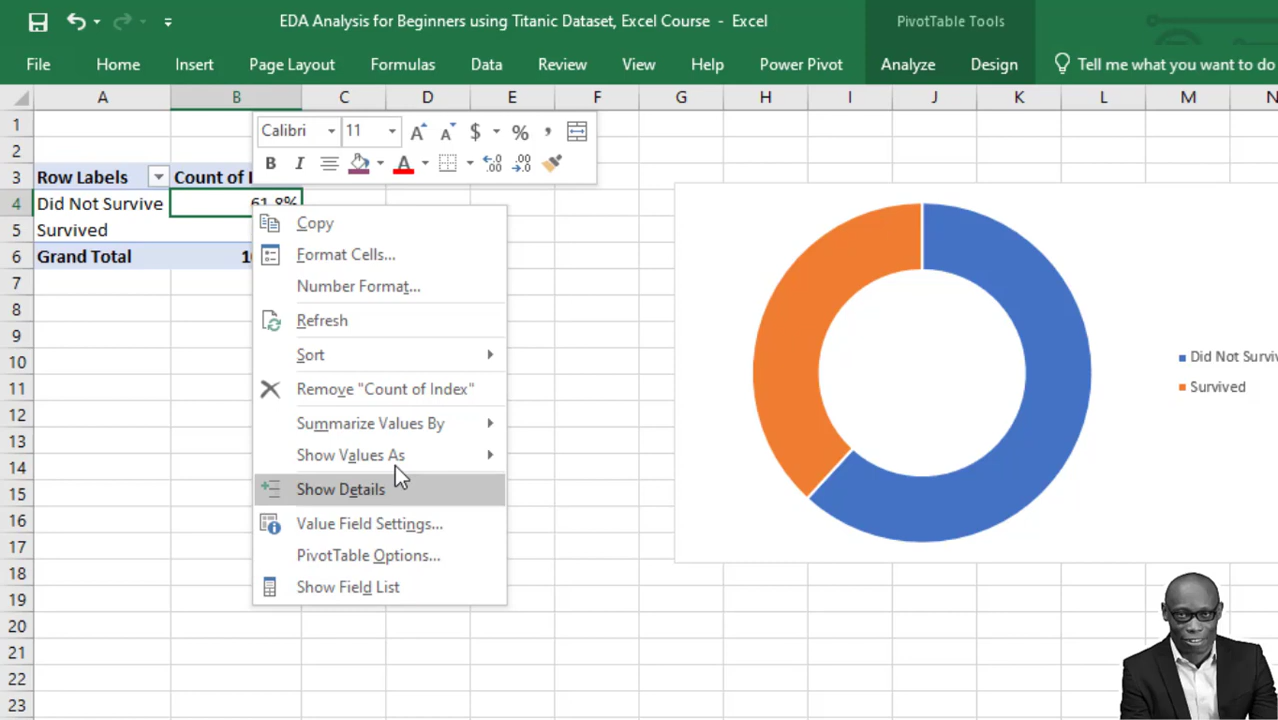 EDA Analysis for Beginners using Titanic Dataset, Excel Course - Excel
PivotTable Tools
File Home Insert Page Layout Formulas Data Review View Help Power Pivot Analyze Design Tell me what you want to do
A B C D E F G H I J K L M N
1
Calibri 11 $ % ,
2
B I A .00 .00
3 Row Labels Count of
4 Did Not Survive 61.8%
5 Survived
6 Grand Total 10
7
8
9
10
11
12
13
14
15
16
17
18
19
20
21
22
23
Copy
Format Cells...
Number Format...
Refresh
Sort
Remove "Count of Index"
Summarize Values By
Show Values As
Show Details
Value Field Settings...
PivotTable Options...
Show Field List
Did Not Surviv
Survived